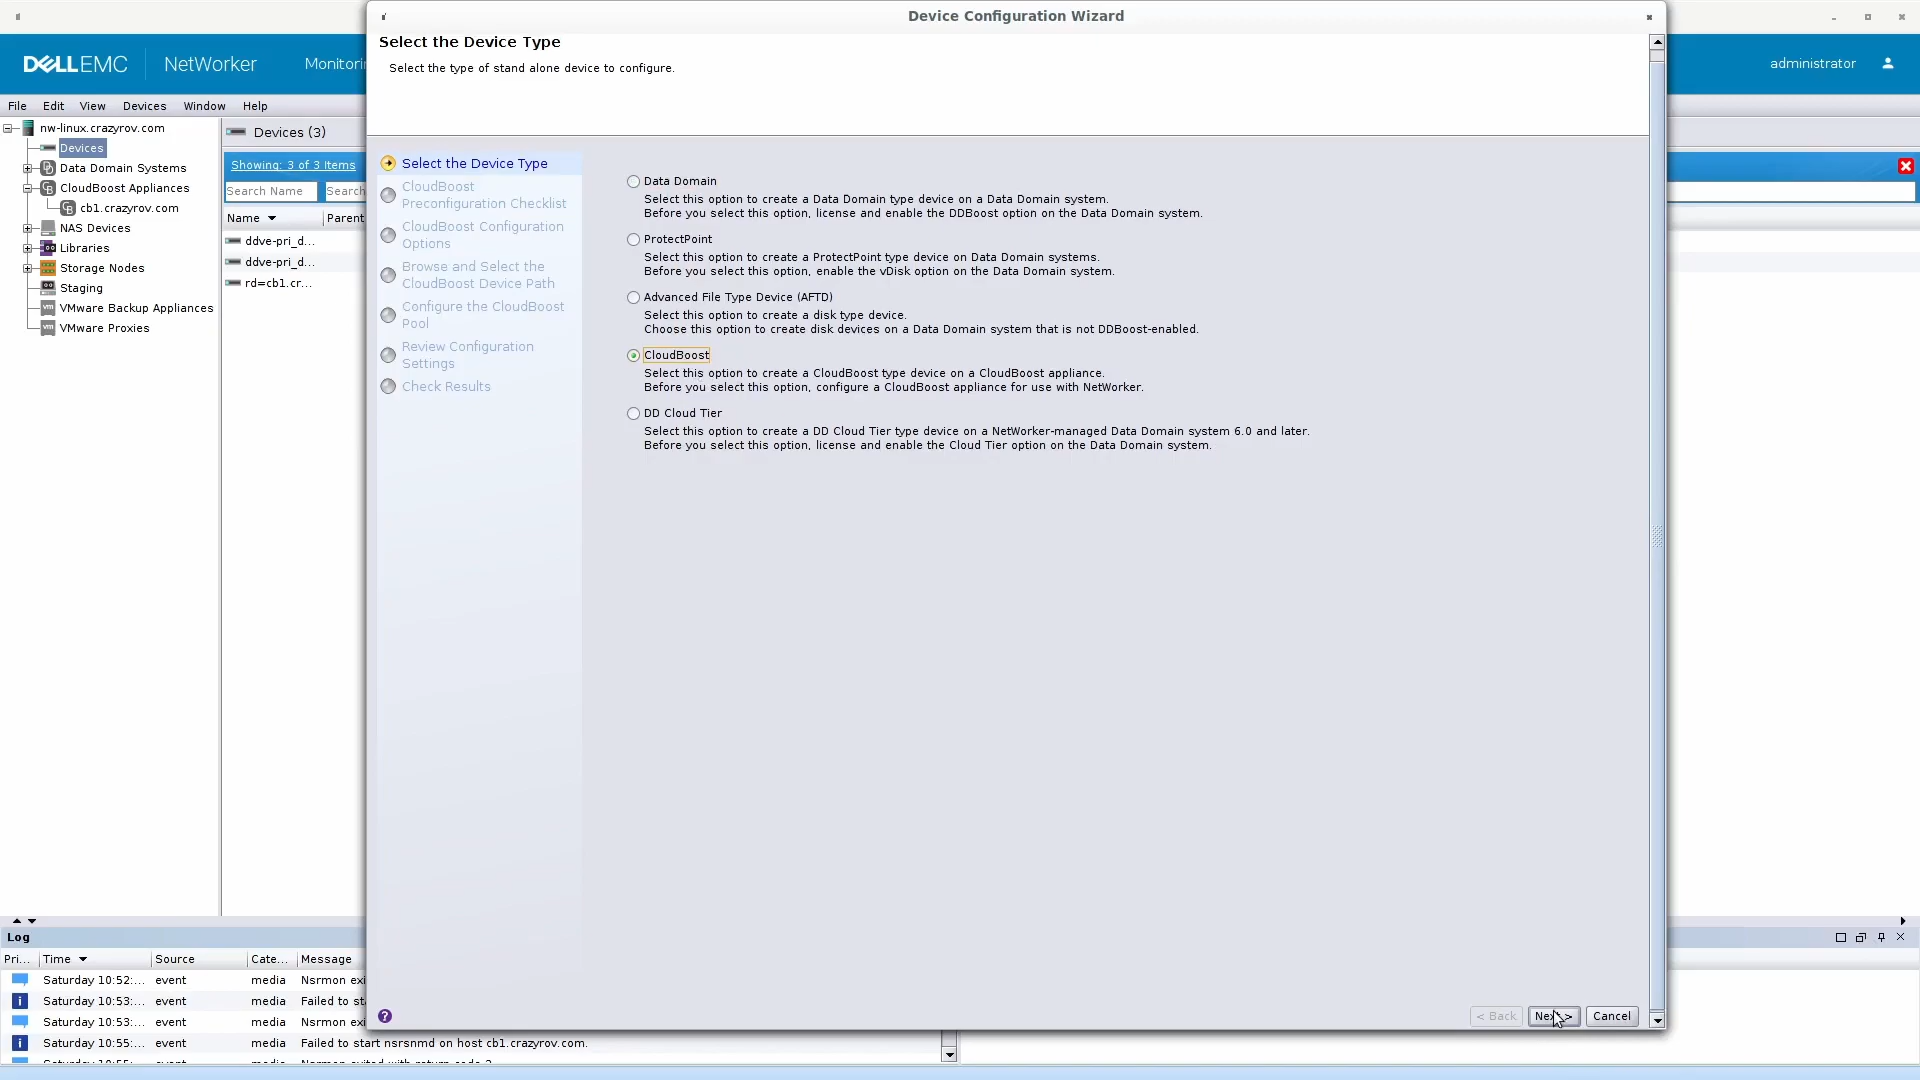 Device Configuration Wizard
Select the Device Type
Select the type of stand alone device to configure.
DELLEMC
NetWorker
administrator
File Edit View Devices Window Help
nw-linux.crazyrov.com
Devices
Data Domain Systems
CloudBoost Appliances
cb1.crazyrov.com
NAS Devices
Libraries
Storage Nodes
Staging
VMware Backup Appliances
VMware Proxies
Devices (3)
Showing: 3 of 3 Items
Search Name Search
Name Parent
ddve-pri_d...
ddve-pri_d...
rd=cb1.cr...
Select the Device Type
CloudBoost
Preconfiguration Checklist
CloudBoost Configuration
Options
Browse and Select the
CloudBoost Device Path
Configure the CloudBoost
Pool
Review Configuration
Settings
Check Results
Data Domain
Select this option to create a Data Domain type device on a Data Domain system.
Before you select this option, license and enable the DDBoost option on the Data Domain system.
ProtectPoint
Select this option to create a ProtectPoint type device on Data Domain systems.
Before you select this option, enable the vDisk option on the Data Domain system.
Advanced File Type Device (AFTD)
Select this option to create a disk type device.
Choose this option to create disk devices on a Data Domain system that is not DDBoost-enabled.
CloudBoost
Select this option to create a CloudBoost type device on a CloudBoost appliance.
Before you select this option, configure a CloudBoost appliance for use with NetWorker.
DD Cloud Tier
Select this option to create a DD Cloud Tier type device on a NetWorker-managed Data Domain system 6.0 and later.
Before you select this option, license and enable the Cloud Tier option on the Data Domain system.
< Back Next > Cancel
Log
Pri... Time Source Cate... Message
Saturday 10:52:... event media Nsrmon exi
Saturday 10:53:... event media Failed to sta
Saturday 10:53:... event media Nsrmon exi
Saturday 10:55:... event media Failed to start nsrsnmd on host cb1.crazyrov.com.